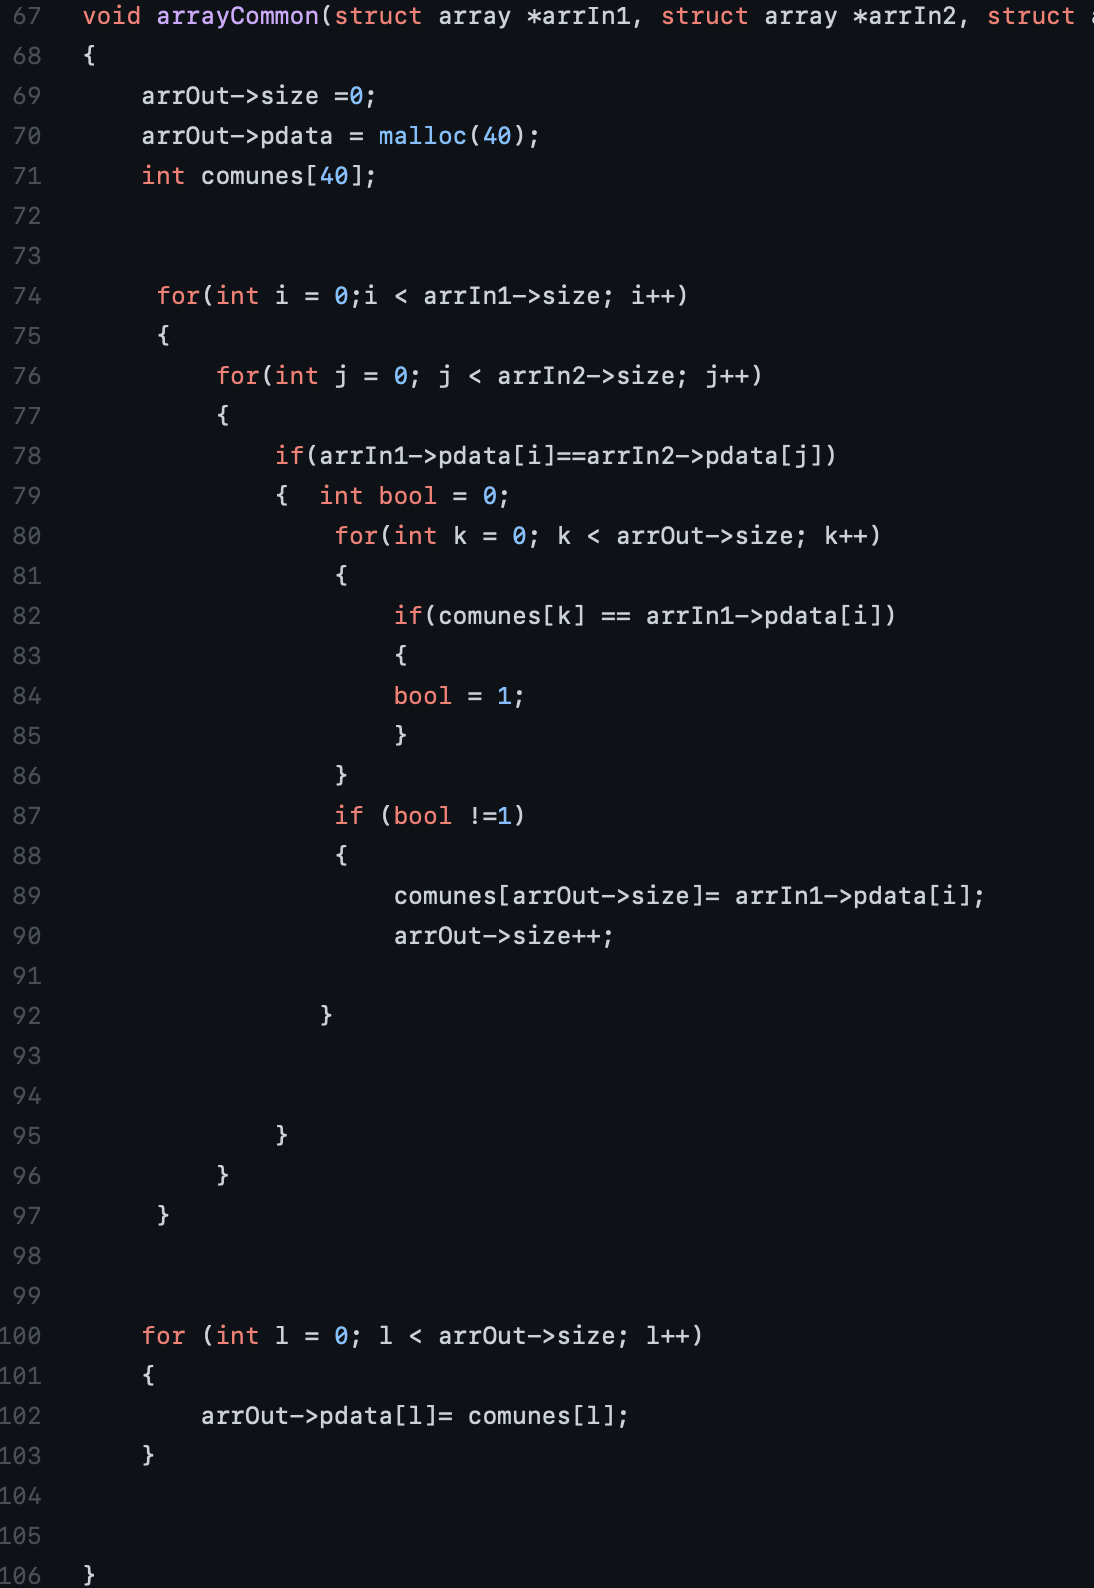 67 void arrayCommon(struct array *arrIn1, struct array *arrIn2, struct
68 {
69 arrOut->size =0;
70 arrOut->pdata = malloc(40);
71 int comunes[40];
72
73
74 for(int i = 0;i < arrIn1->size; i++)
75 {
76 for(int j = 0; j < arrIn2->size; j++)
77 {
78 if(arrIn1->pdata[i]==arrIn2->pdata[j])
79 { int bool = 0;
80 for(int k = 0; k < arrOut->size; k++)
81 {
82 if(comunes[k] == arrIn1->pdata[i])
83 {
84 bool = 1;
85 }
86 }
87 if (bool !=1)
88 {
89 comunes[arrOut->size]= arrIn1->pdata[i];
90 arrOut->size++;
91
92 }
93
94
95 }
96 }
97 }
98
99
100 for (int l = 0; l < arrOut->size; l++)
101 {
102 arrOut->pdata[l]= comunes[l];
103 }
104
105
106 }